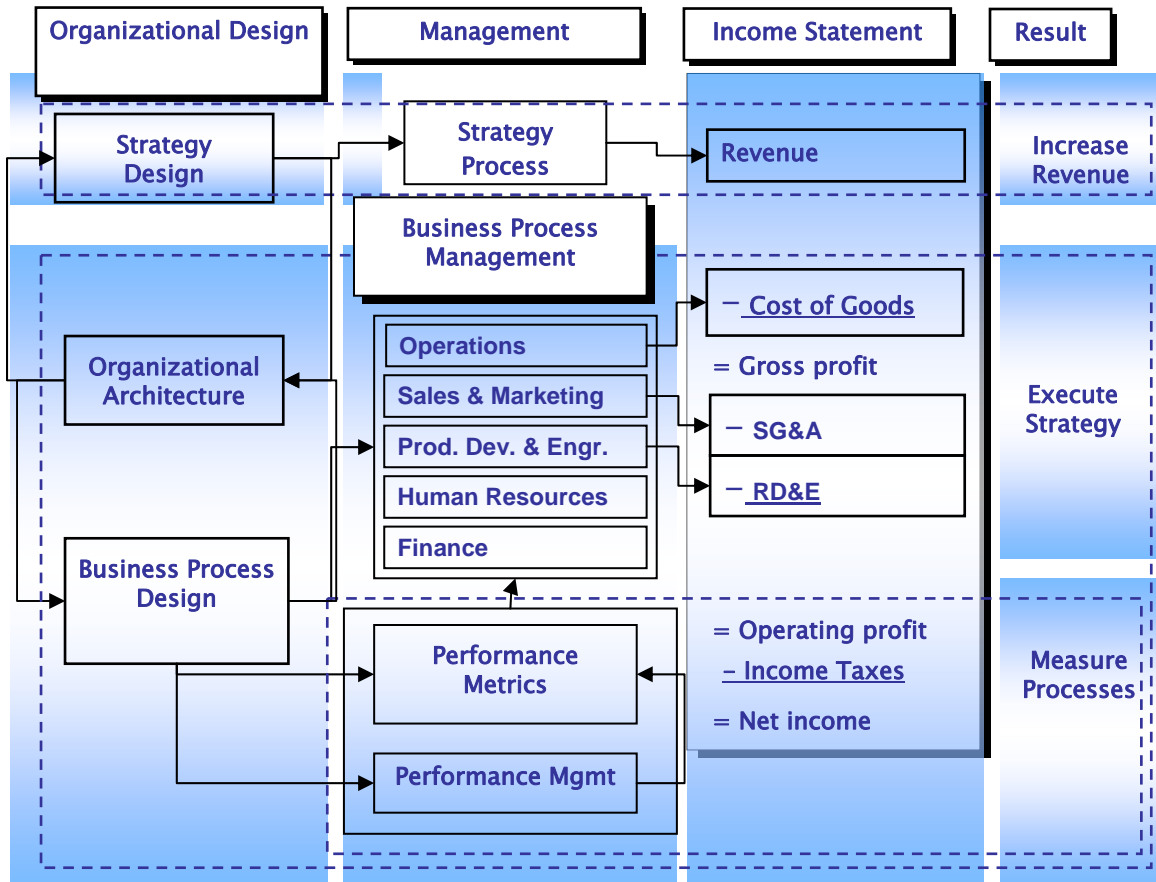 Organizational Design
Management
Income Statement
Result
Strategy
Design
Strategy
Process
Revenue
Increase
Revenue
Business Process
Management
– Cost of Goods
Operations
= Gross profit
Organizational
Architecture
Sales & Marketing
Execute
Strategy
– SG&A
Prod. Dev. & Engr.
– RD&E
Human Resources
Finance
Business Process
Design
= Operating profit
Performance
Metrics
– Income Taxes
Measure
Processes
= Net income
Performance Mgmt